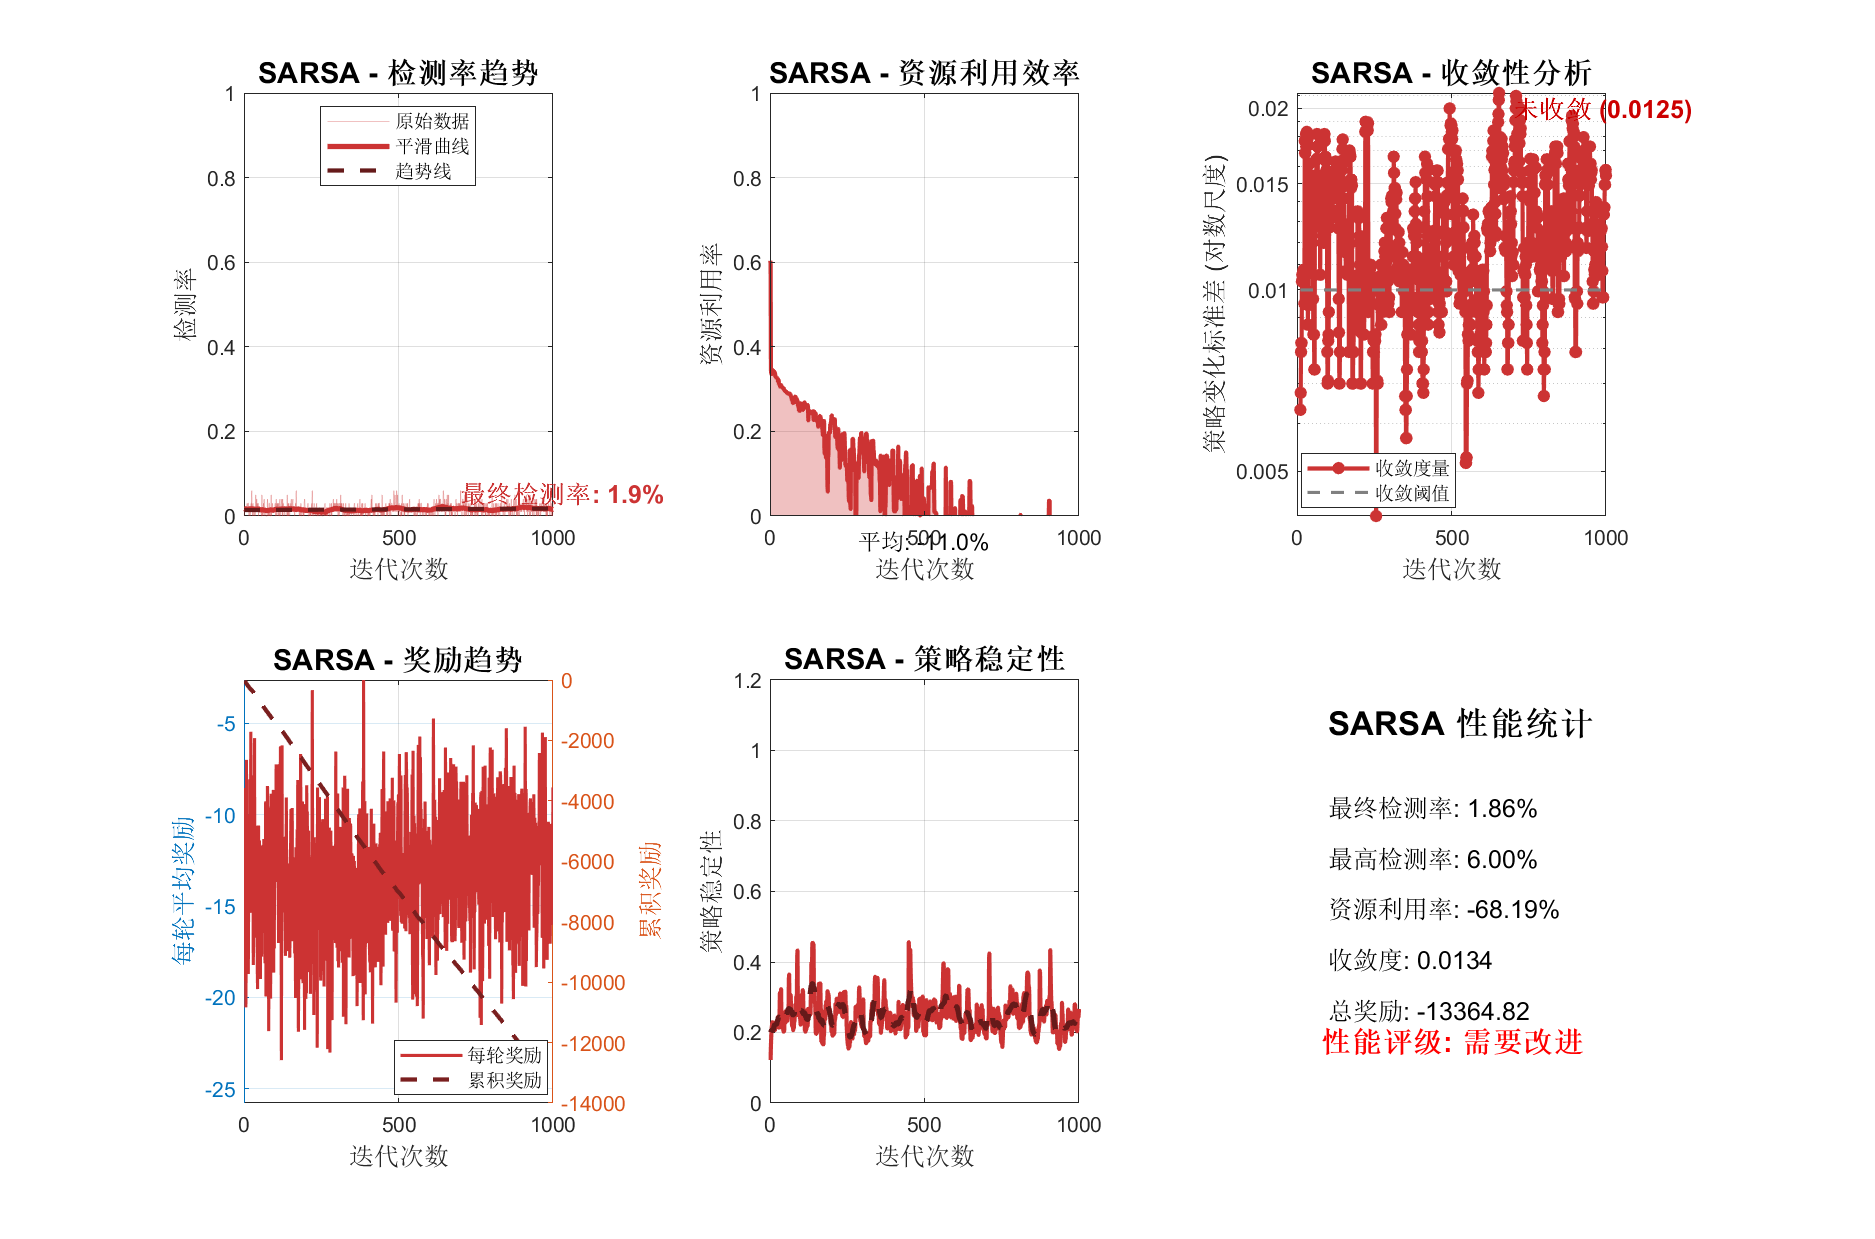 SARSA - 检测率趋势
1
0.8
0.6
0.4
0.2
0
检测率
原始数据
平滑曲线
趋势线
最终检测率: 1.9%
0
500
1000
迭代次数
SARSA - 资源利用效率
1
0.8
0.6
0.4
0.2
0
资源利用率
0
500
1000
平均: -11.0%
迭代次数
SARSA - 收敛性分析
0.02
0.015
0.01
0.005
策略变化标准差 (对数尺度)
未收敛 (0.0125)
收敛度量
收敛阈值
0
500
1000
迭代次数
SARSA - 奖励趋势
-5
-10
-15
-20
-25
每轮平均奖励
0
-2000
-4000
-6000
-8000
-10000
-12000
-14000
累积奖励
每轮奖励
累积奖励
0
500
1000
迭代次数
SARSA - 策略稳定性
1.2
1
0.8
0.6
0.4
0.2
0
策略稳定性
0
500
1000
迭代次数
SARSA 性能统计
最终检测率: 1.86%
最高检测率: 6.00%
资源利用率: -68.19%
收敛度: 0.0134
总奖励: -13364.82
性能评级: 需要改进